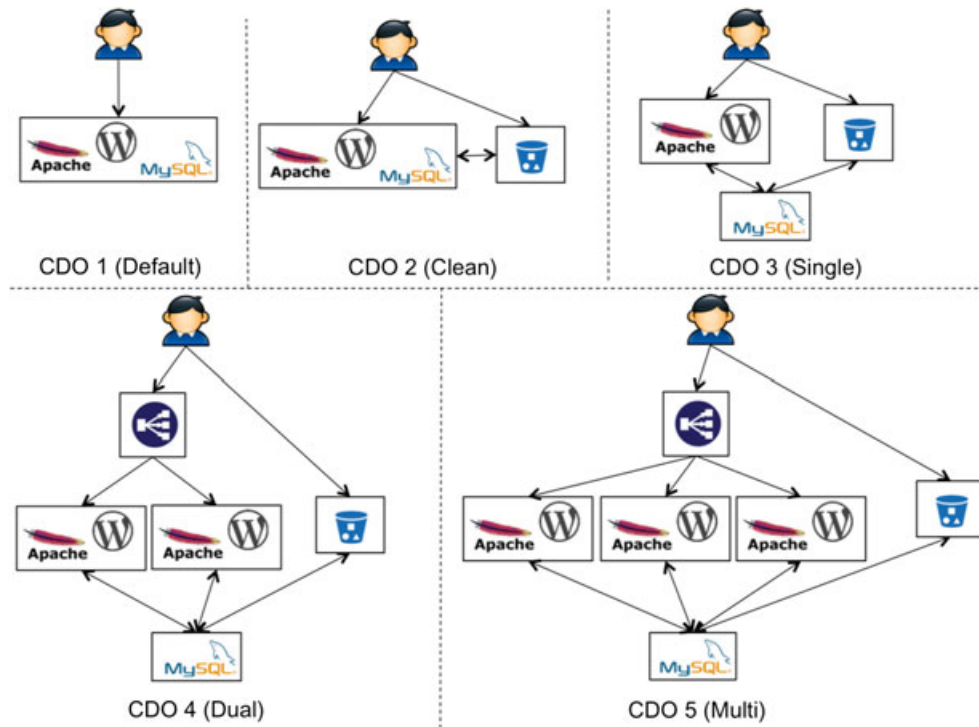 Apache
MySQL
CDO 1 (Default)
Apache
MySQL
CDO 2 (Clean)
Apache
MySQL
CDO 3 (Single)
Apache
Apache
MySQL
CDO 4 (Dual)
Apache
Apache
Apache
MySQL
CDO 5 (Multi)